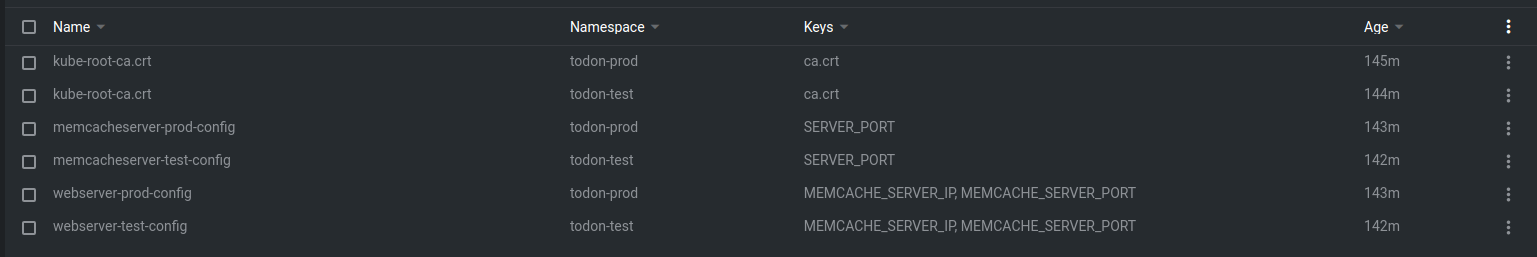 Name Namespace Keys Age
kube-root-ca.crt todon-prod ca.crt 145m
kube-root-ca.crt todon-test ca.crt 144m
memcacheserver-prod-config todon-prod SERVER_PORT 143m
memcacheserver-test-config todon-test SERVER_PORT 142m
webserver-prod-config todon-prod MEMCACHE_SERVER_IP, MEMCACHE_SERVER_PORT 143m
webserver-test-config todon-test MEMCACHE_SERVER_IP, MEMCACHE_SERVER_PORT 142m